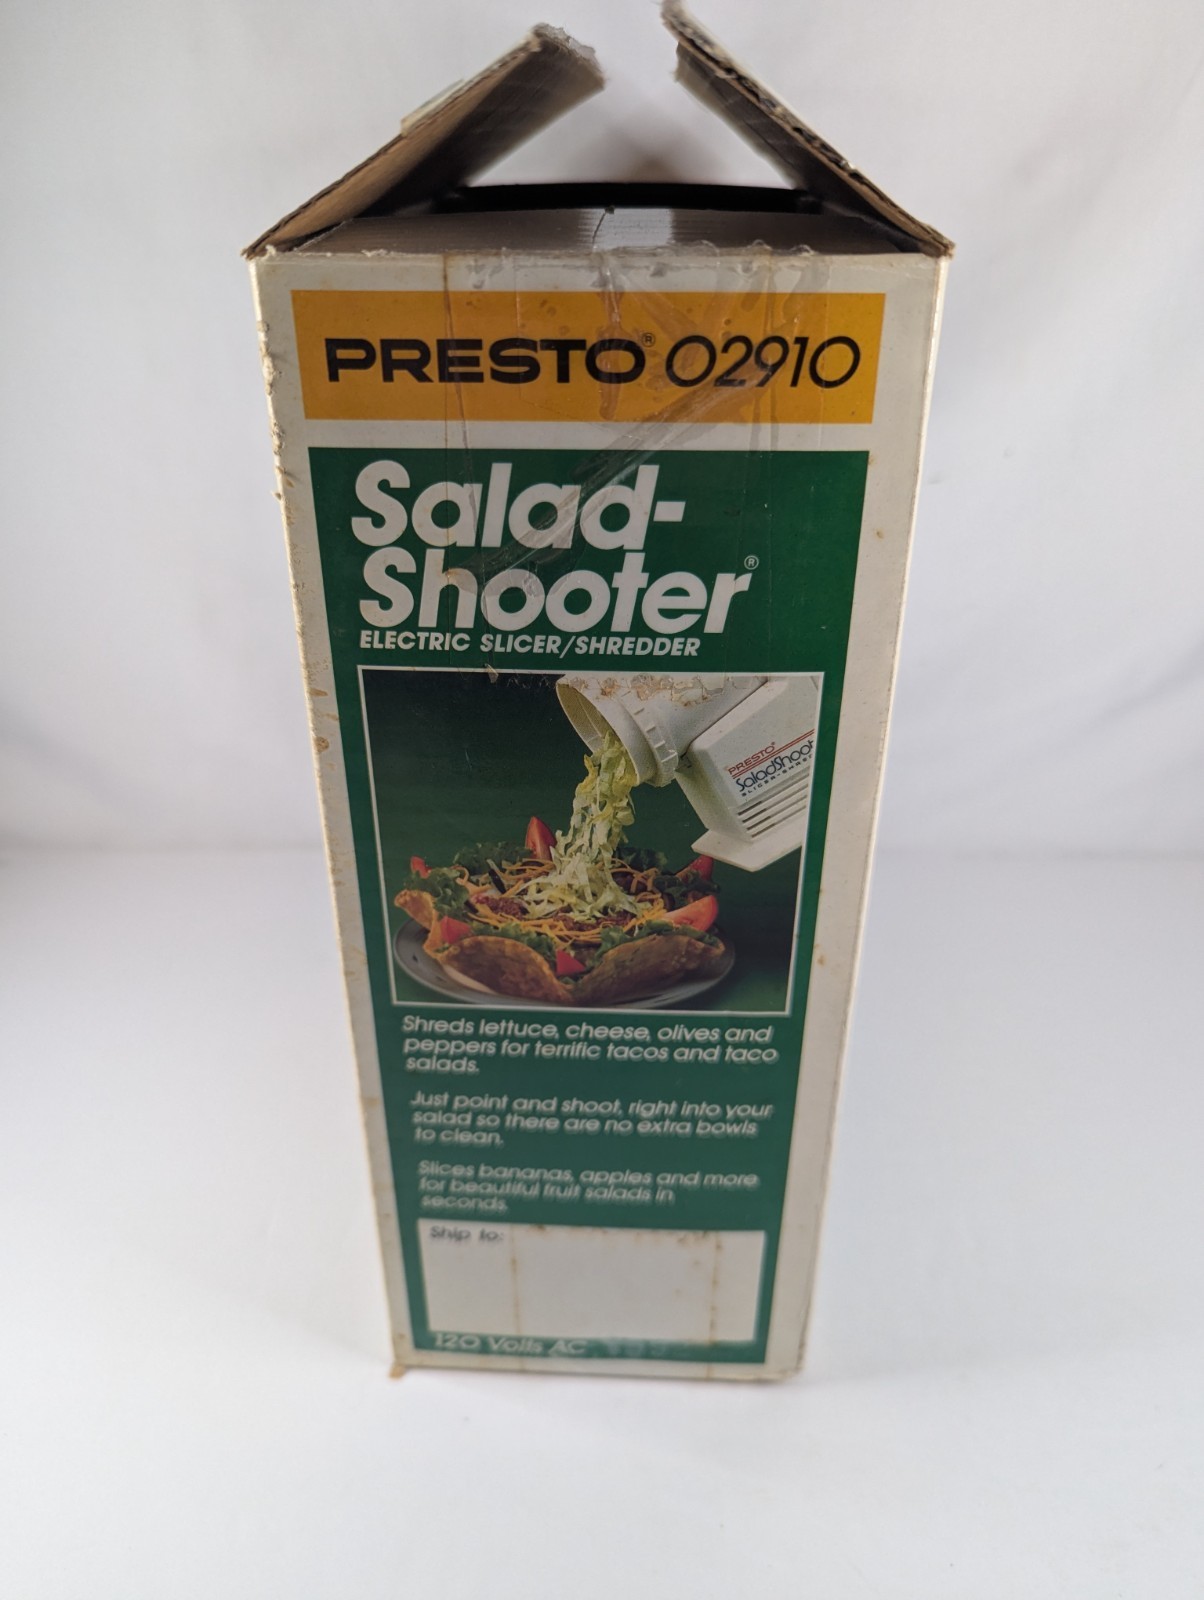 PRESTO® 02910
Salad-
Shooter®
ELECTRIC SLICER/SHREDDER
PRESTO®
SaladShoot
Shreds lettuce, cheese, olives and
peppers for terrific tacos and taco
salads.
Just point and shoot, right into your
salad so there are no extra bowls
to clean.
Slices bananas, apples and more
for beautiful fruit salads in
seconds.
Ship to:
120 Volts AC